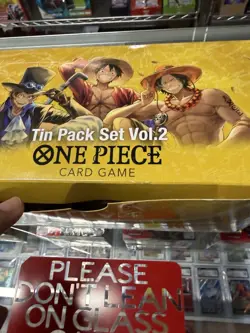 Tin Pack Set Vol.2
ONE PIECE
CARD GAME
PLEASE
DON'T LEAN
ON GLASS